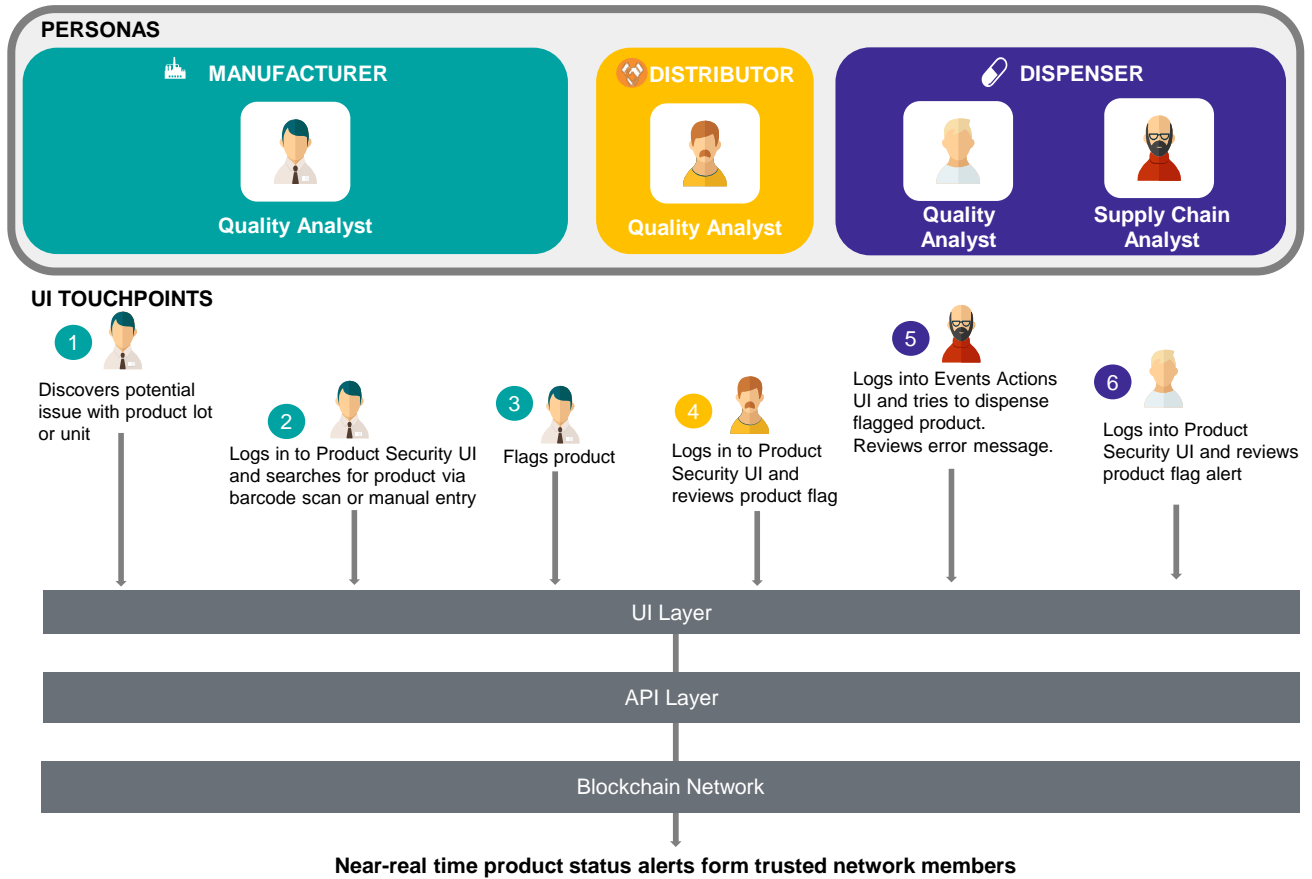 PERSONAS
MANUFACTURER
Quality Analyst
DISTRIBUTOR
Quality Analyst
DISPENSER
Quality
Analyst
Supply Chain
Analyst
UI TOUCHPOINTS
1
Discovers potential
issue with product lot
or unit
2
Logs in to Product Security UI
and searches for product via
barcode scan or manual entry
3
Flags product
4
Logs in to Product
Security UI and
reviews product flag
5
Logs into Events Actions
UI and tries to dispense
flagged product.
Reviews error message.
6
Logs into Product
Security UI and reviews
product flag alert
UI Layer
API Layer
Blockchain Network
Near-real time product status alerts form trusted network members